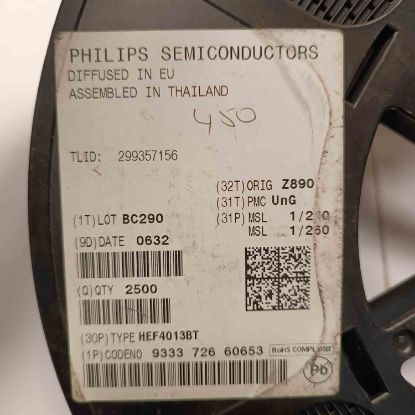 PHILIPS SEMICONDUCTORS
DIFFUSED IN EU
ASSEMBLED IN THAILAND
450
TLID: 299357156
(32T)ORIG Z890
(31T)PMC UnG
(1T)LOT BC290
(31P)MSL 1/240
MSL 1/260
(9D)DATE 0632
(Q)QTY 2500
(30P)TYPE HEF4013BT
(1P)CODENO 9333 726 60653
RoHS COMPLIANT
Pb